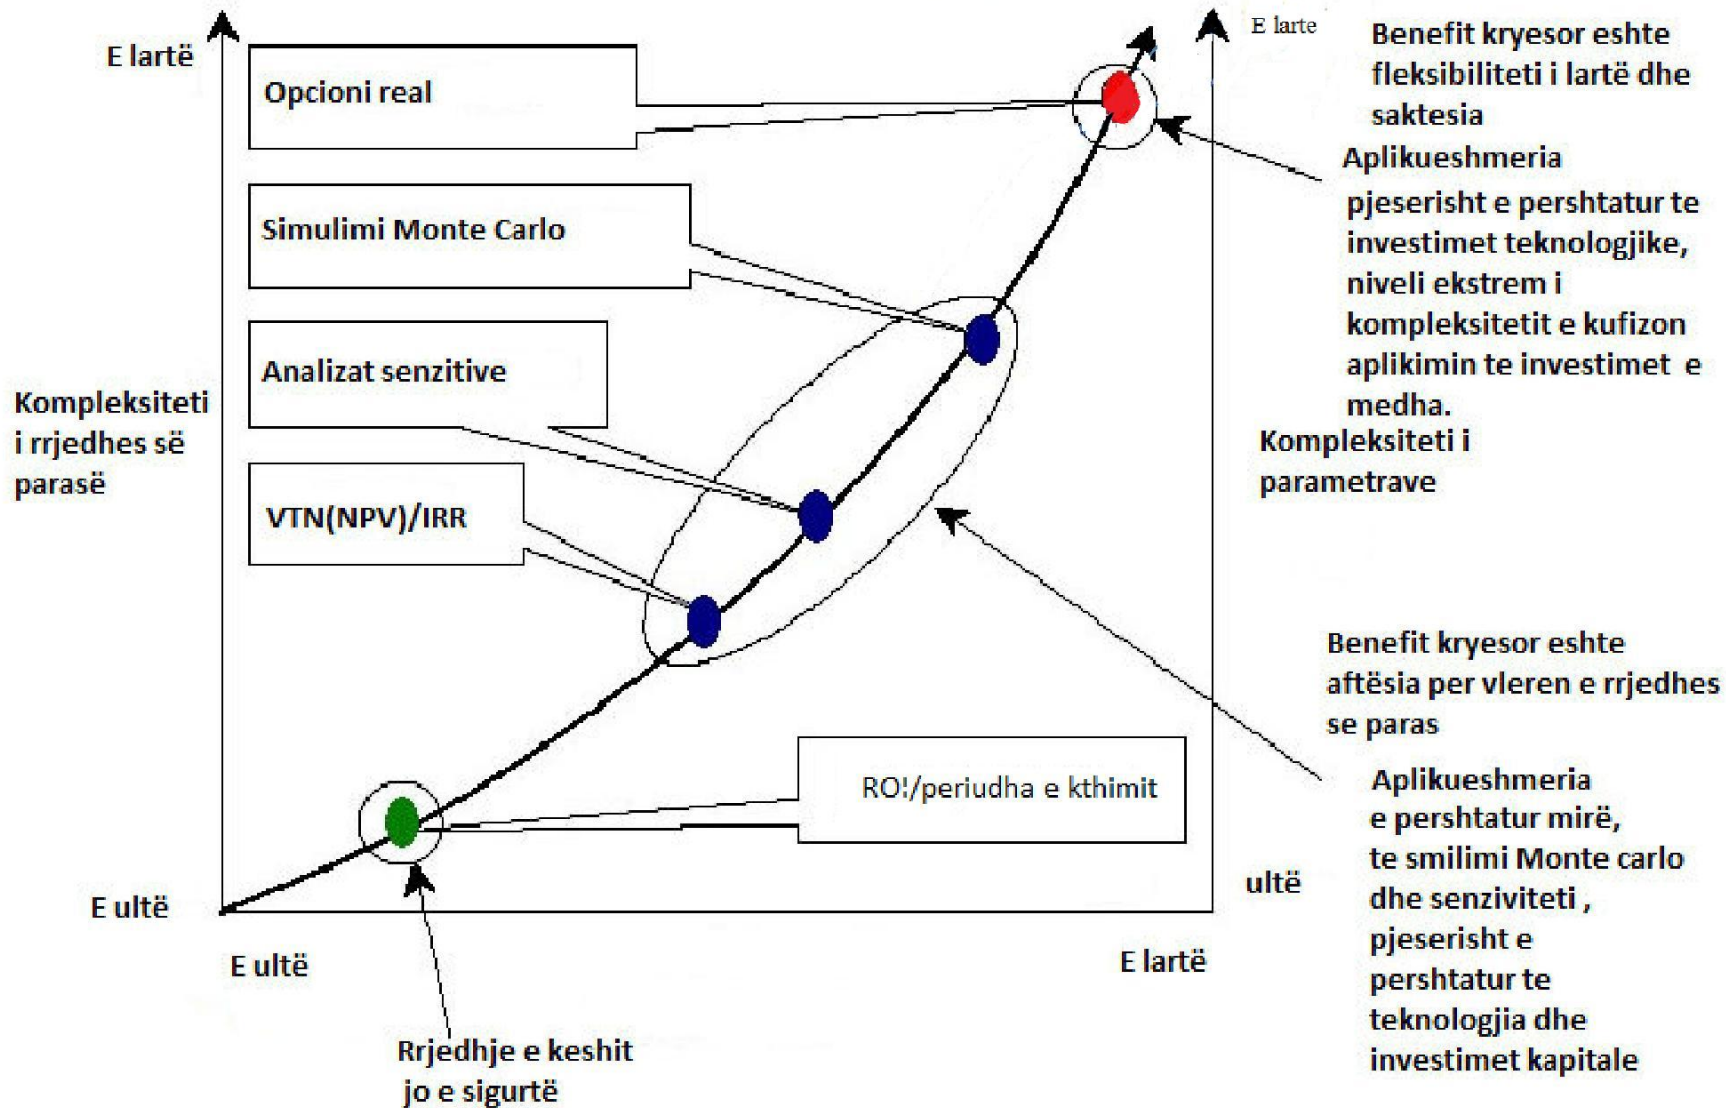 E lartë
Opcioni real
Simulimi Monte Carlo
Analizat senzitive
VTN(NPV)/IRR
Kompleksiteti
i rrjedhes së
parasë
RO!/periudha e kthimit
E ultë
E ultë
E lartë
Rrjedhje e keshit
jo e sigurtë
E larte
Benefit kryesor eshte
fleksibiliteti i lartë dhe
saktesia
Aplikueshmeria
pjeserisht e pershtatur te
investimet teknologjike,
niveli ekstrem i
kompleksitetit e kufizon
aplikimin te investimet e
medha.
Kompleksiteti i
parametrave
Benefit kryesor eshte
aftësia per vleren e rrjedhes
se paras
Aplikueshmeria
e pershtatur mirë,
te smilimi Monte carlo
dhe senziviteti ,
pjeserisht e
pershtatur te
teknologjia dhe
investimet kapitale
ultë